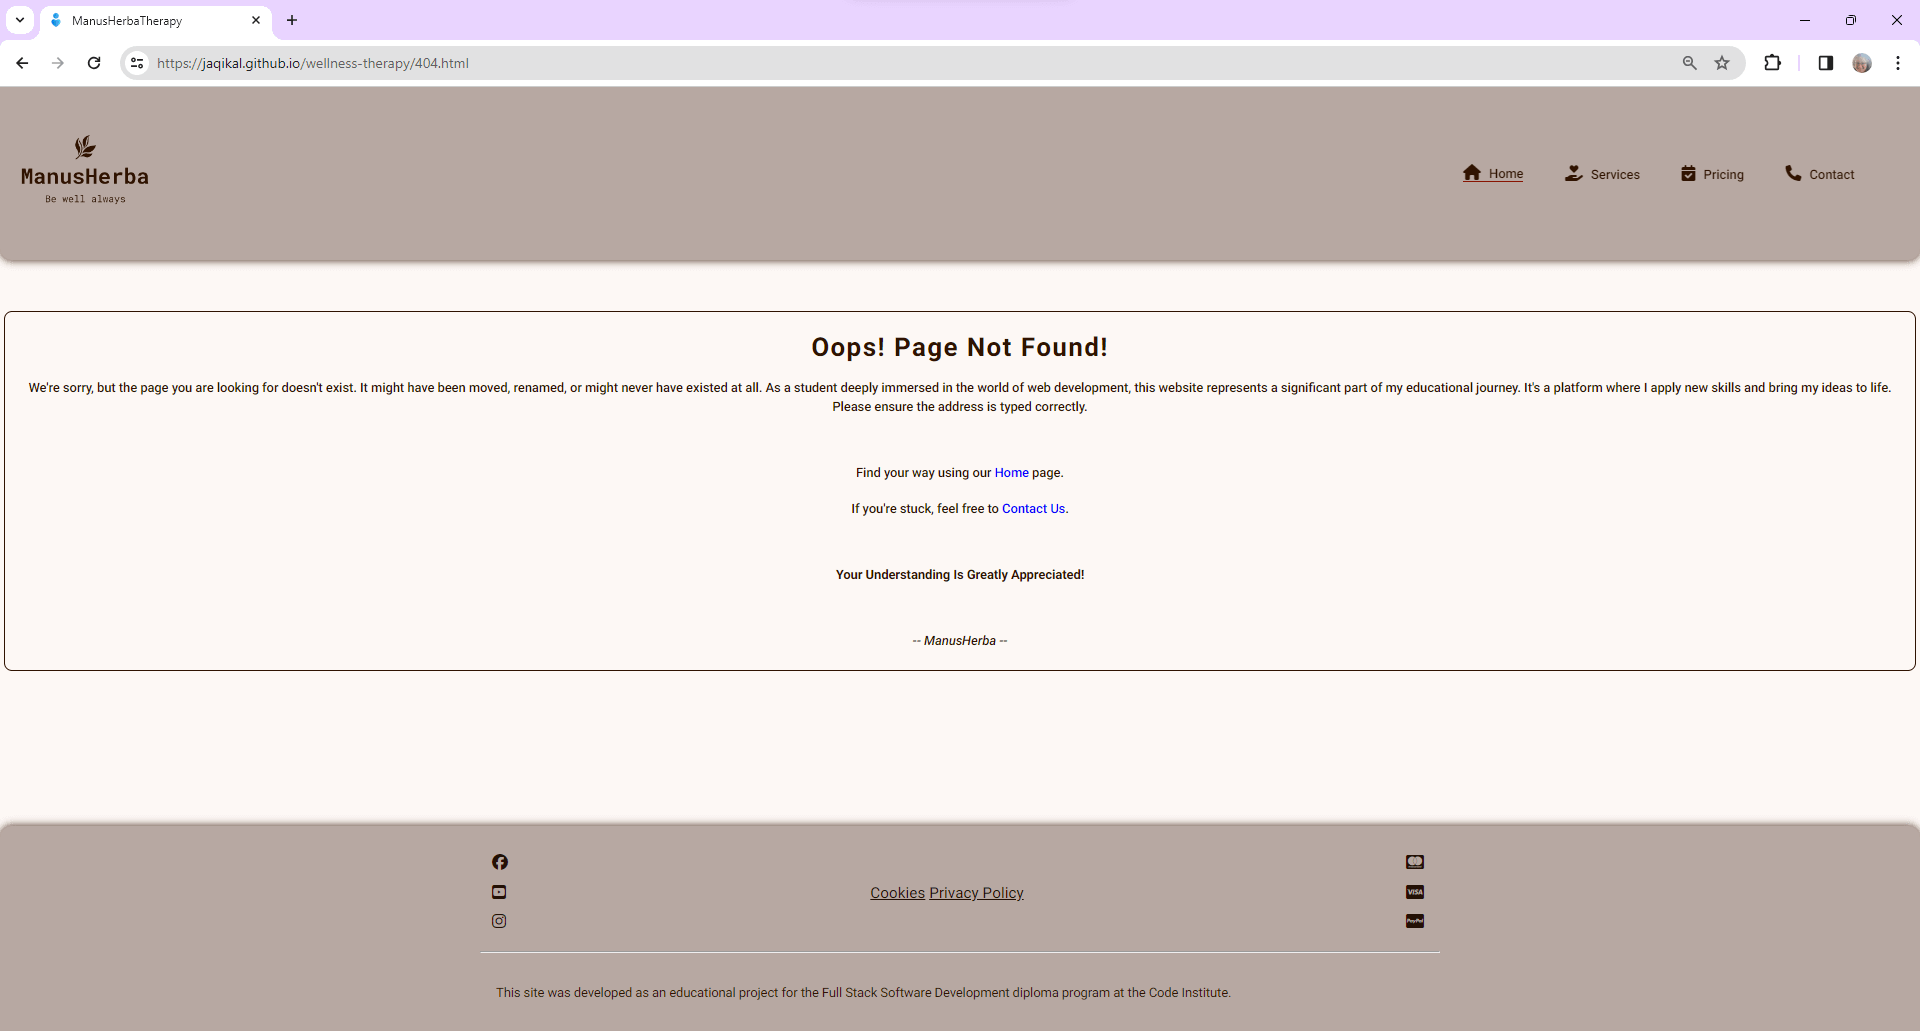 ManusHerbaTherapy
https://jaqikal.github.io/wellness-therapy/404.html
ManusHerba
Be well always
Home
Services
Pricing
Contact
Oops! Page Not Found!
We're sorry, but the page you are looking for doesn't exist. It might have been moved, renamed, or might never have existed at all. As a student deeply immersed in the world of web development, this website represents a significant part of my educational journey. It's a platform where I apply new skills and bring my ideas to life.
Please ensure the address is typed correctly.
Find your way using our Home page.
If you're stuck, feel free to Contact Us.
Your Understanding Is Greatly Appreciated!
-- ManusHerba --
Cookies Privacy Policy
VISA
PayPal
This site was developed as an educational project for the Full Stack Software Development diploma program at the Code Institute.